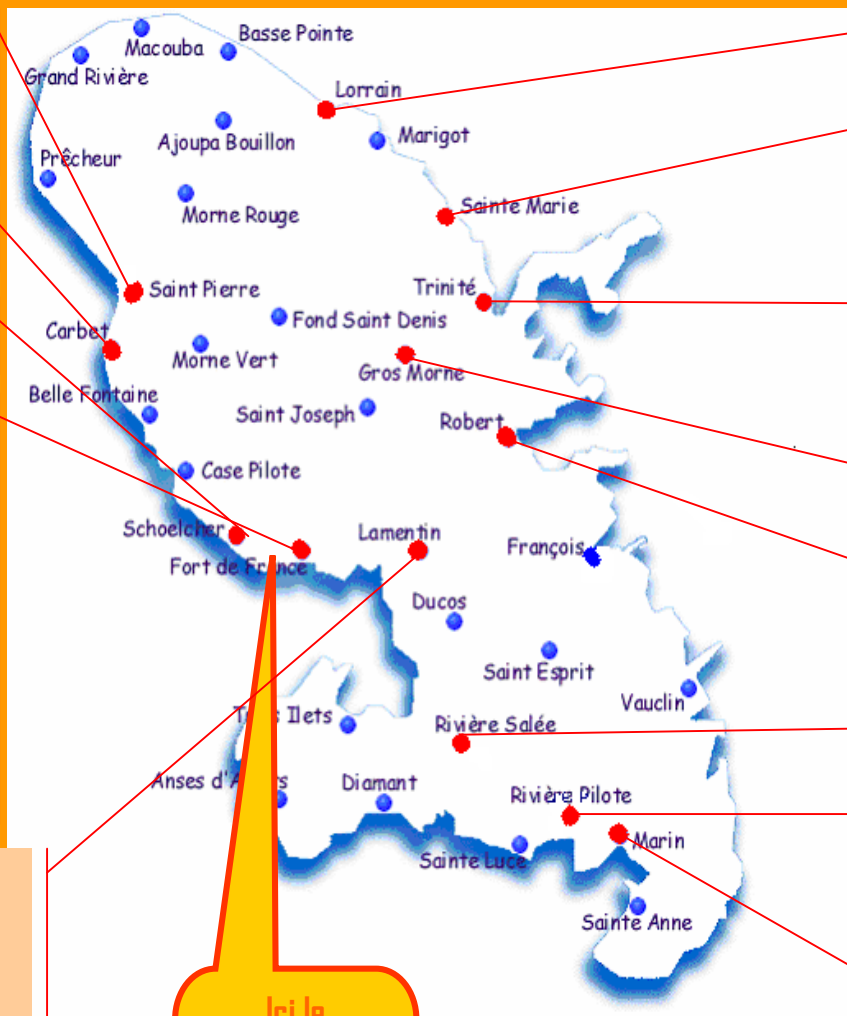 Macouba
Basse Pointe
Grand Rivière
Lorrain
Ajoupa Bouillon
Marigot
Prêcheur
Morne Rouge
Sainte Marie
Saint Pierre
Trinité
Fond Saint Denis
Carbet
Morne Vert
Gros Morne
Belle Fontaine
Saint Joseph
Robert
Case Pilote
Schoelcher
Lamentin
François
Fort de France
Ducos
Saint Esprit
Vauclin
Ilets
Rivière Salée
Anses
Diamant
Rivière Pilote
Marin
Sainte Luce
Sainte Anne
Ici le